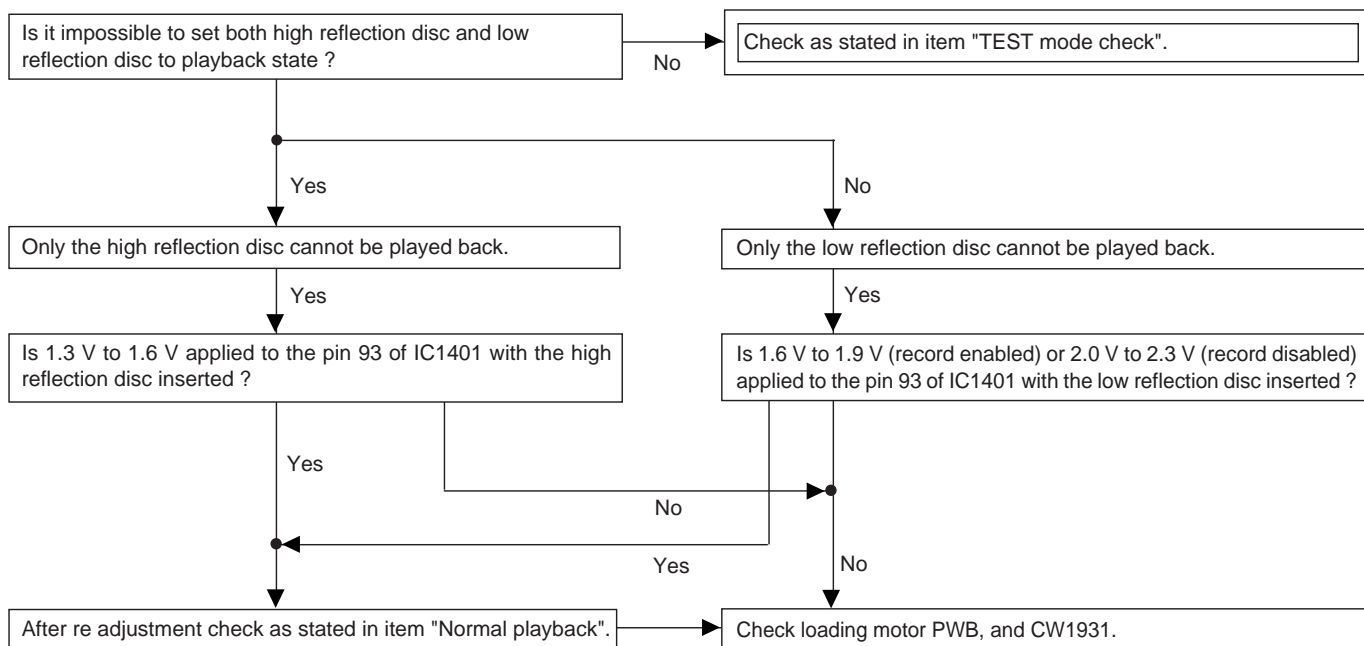 Is it impossible to set both high reflection disc and low
reflection disc to playback state ?
No
Check as stated in item "TEST mode check".
Yes
No
Only the high reflection disc cannot be played back.
Only the low reflection disc cannot be played back.
Yes
Yes
Is 1.3 V to 1.6 V applied to the pin 93 of IC1401 with the high
reflection disc inserted ?
Is 1.6 V to 1.9 V (record enabled) or 2.0 V to 2.3 V (record disabled)
applied to the pin 93 of IC1401 with the low reflection disc inserted ?
Yes
No
Yes
No
After re adjustment check as stated in item "Normal playback".
Check loading motor PWB, and CW1931.